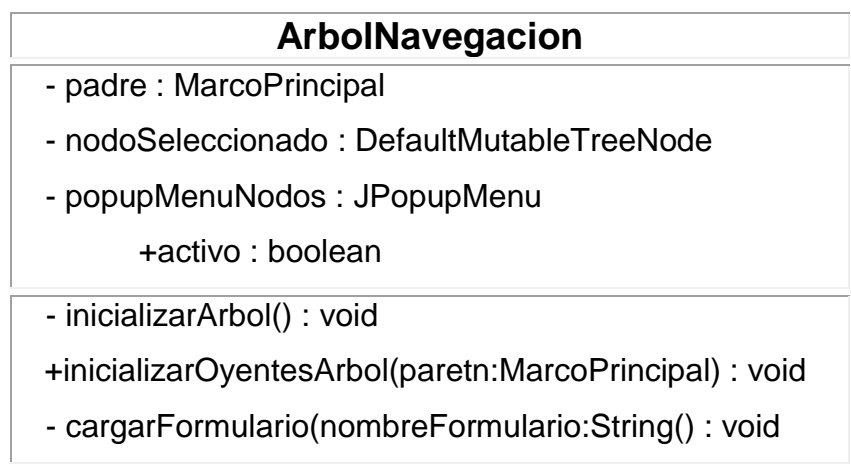 ArbolNavegacion
- padre : MarcoPrincipal
- nodoSeleccionado : DefaultMutableTreeNode
- popupMenuNodos : JPopupMenu
+activo : boolean
- inicializarArbol() : void
+inicializarOyentesArbol(paretn:MarcoPrincipal) : void
- cargarFormulario(nombreFormulario:String() : void